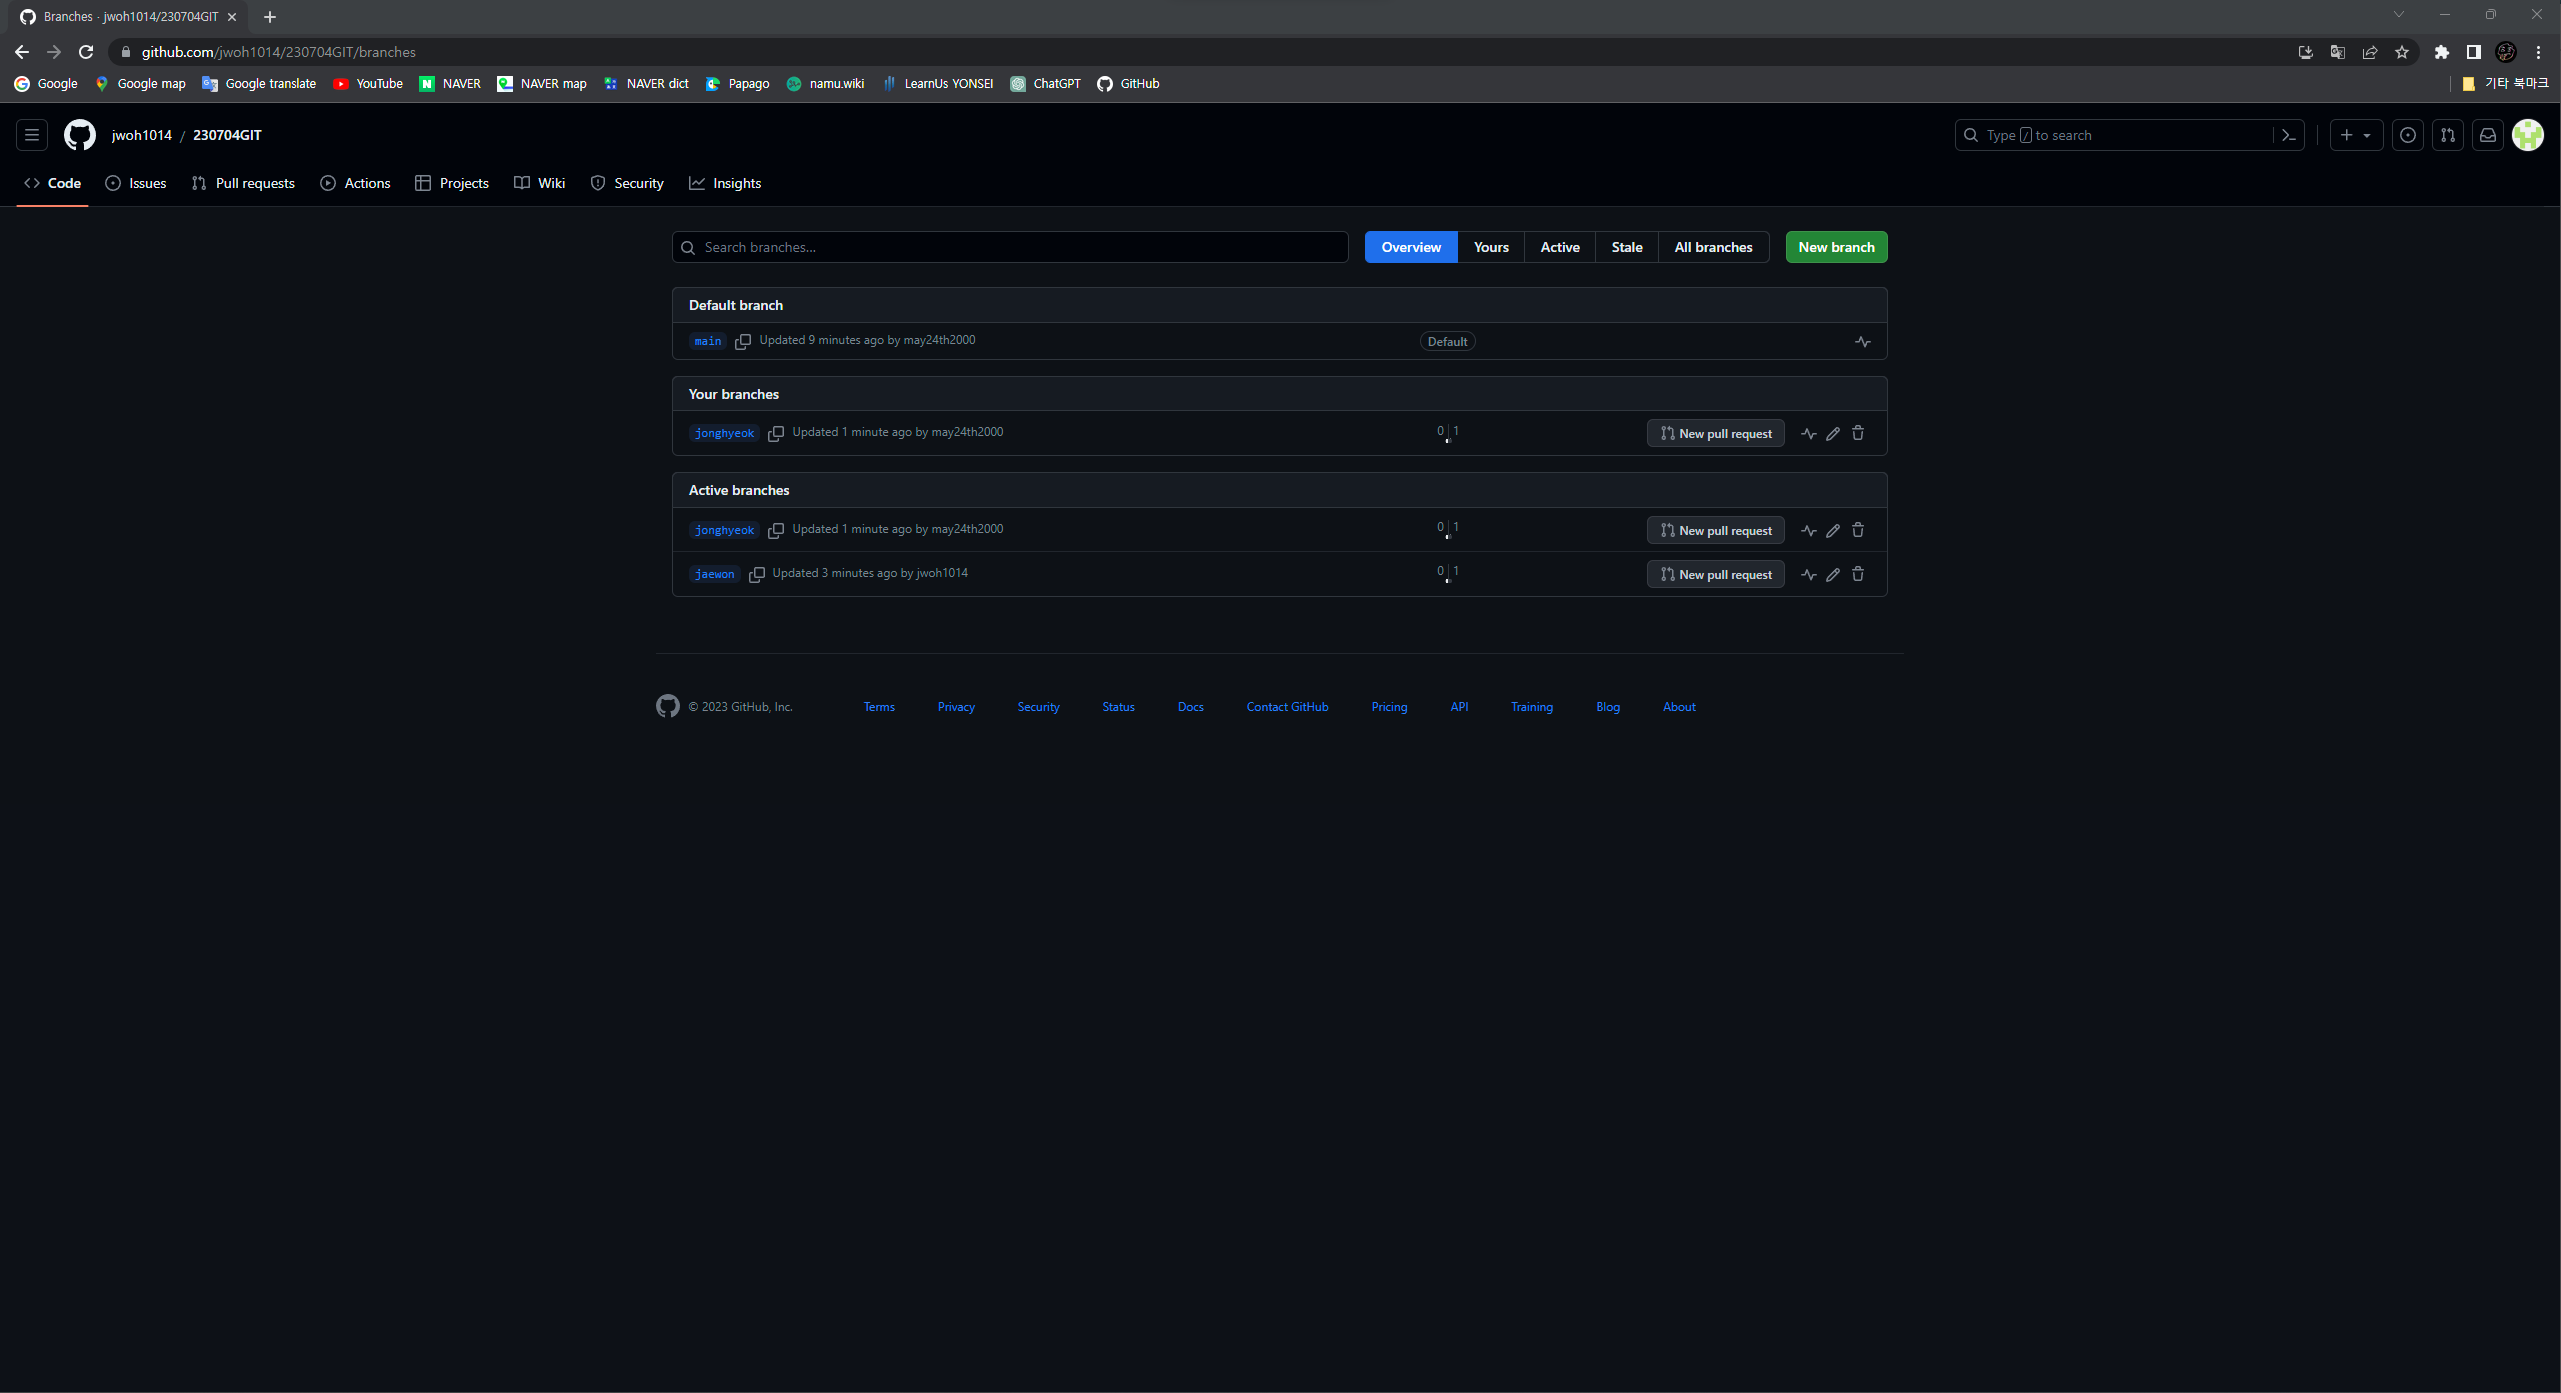 Branches · jwoh1014/230704GIT
github.com/jwoh1014/230704GIT/branches
Google Google map Google translate YouTube NAVER NAVER map NAVER dict Papago namu.wiki LearnUs YONSEI ChatGPT GitHub 기타 북마크
jwoh1014 / 230704GIT Type / to search
Code Issues Pull requests Actions Projects Wiki Security Insights
Search branches... Overview Yours Active Stale All branches New branch
Default branch
main Updated 9 minutes ago by may24th2000 Default
Your branches
jonghyeok Updated 1 minute ago by may24th2000 0 1 New pull request
Active branches
jonghyeok Updated 1 minute ago by may24th2000 0 1 New pull request
jaewon Updated 3 minutes ago by jwoh1014 0 1 New pull request
© 2023 GitHub, Inc. Terms Privacy Security Status Docs Contact GitHub Pricing API Training Blog About